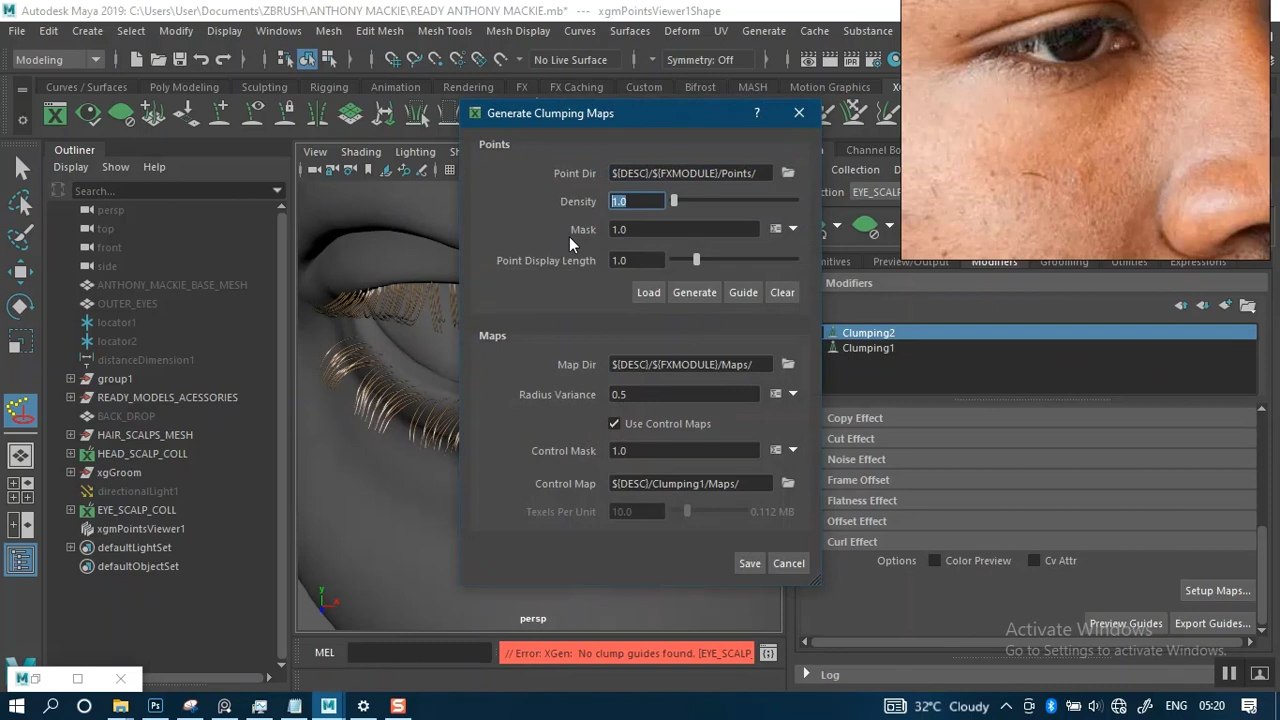 Autodesk Maya 2019: C:\Users\User\Documents\ZBRUSH\ANTHONY MACKIE\READY ANTHONY MACKIE.mb* --- xgmPointsViewer1Shape
File Edit Create Select Modify Display Windows Mesh Edit Mesh Mesh Tools Mesh Display Curves Surfaces Deform UV Generate Cache Substance
Modeling No Live Surface Symmetry: Off
Curves / Surfaces Poly Modeling Sculpting Rigging Animation Rendering FX FX Caching Custom Bifrost MASH Motion Graphics
Outliner
Display Show Help
Search...
persp
top
front
side
ANTHONY_MACKIE_BASE_MESH
OUTER_EYES
locator1
locator2
distanceDimension1
group1
READY_MODELS_ACESSORIES
BACK_DROP
HAIR_SCALPS_MESH
HEAD_SCALP_COLL
xgGroom
directionalLight1
EYE_SCALP_COLL
xgmPointsViewer1
defaultLightSet
defaultObjectSet
View Shading Lighting
persp
Generate Clumping Maps ?
Points
Point Dir ${DESC}/${FXMODULE}/Points/
Density 1.0
Mask 1.0
Point Display Length 1.0
Load Generate Guide Clear
Maps
Map Dir ${DESC}/${FXMODULE}/Maps/
Radius Variance 0.5
Use Control Maps
Control Mask 1.0
Control Map ${DESC}/Clumping1/Maps/
Texels Per Unit 10.0 0.112 MB
Save Cancel
Channel Bo
Collection
EYE_SCALP
Preview/Output Modifiers Grooming Utilities Expressions
Modifiers
Clumping2
Clumping1
Copy Effect
Cut Effect
Noise Effect
Frame Offset
Flatness Effect
Offset Effect
Curl Effect
Options Color Preview Cv Attr
Setup Maps...
Preview Guides Export Guides...
Activate Windows
Go to Settings to activate Windows.
MEL // Error: XGen: No clump guides found. [EYE_SCALP_
Log
32°C Cloudy ENG 05:20